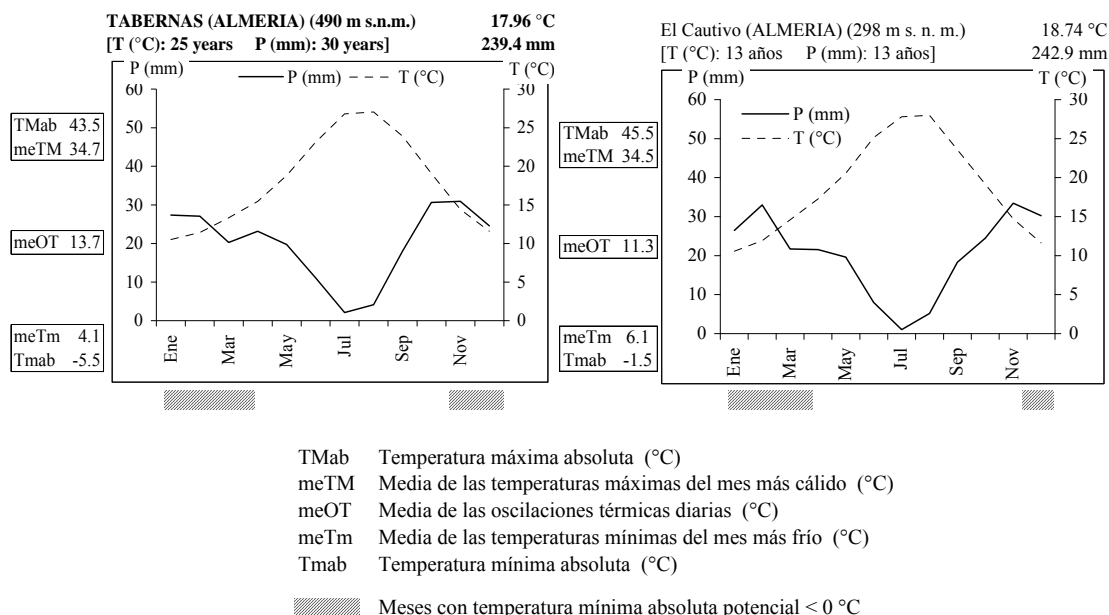 TABERNAS (ALMERIA) (490 m s.n.m.) 17.96 °C
[T (°C): 25 years P (mm): 30 years] 239.4 mm
P (mm) T (°C)
P (mm) T (°C)
60 30
50 25
40 20
30 15
20 10
10 5
0 0
Ene Mar May Jul Sep Nov
TMab 43.5
meTM 34.7
meOT 13.7
meTm 4.1
Tmab -5.5
El Cautivo (ALMERIA) (298 m s. n. m.) 18.74 °C
[T (°C): 13 años P (mm): 13 años] 242.9 mm
P (mm) T (°C)
P (mm)
T (°C)
60 30
50 25
40 20
30 15
20 10
10 5
0 0
Ene Mar May Jul Sep Nov
TMab 45.5
meTM 34.5
meOT 11.3
meTm 6.1
Tmab -1.5
TMab Temperatura máxima absoluta (°C)
meTM Media de las temperaturas máximas del mes más cálido (°C)
meOT Media de las oscilaciones térmicas diarias (°C)
meTm Media de las temperaturas mínimas del mes más frío (°C)
Tmab Temperatura mínima absoluta (°C)
Meses con temperatura mínima absoluta potencial < 0 °C